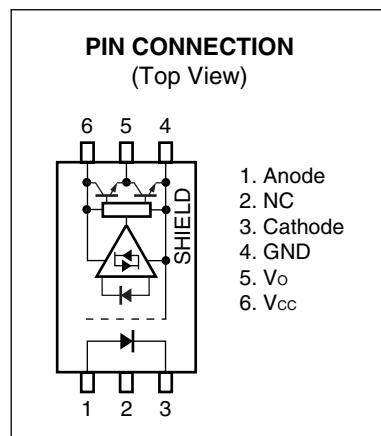 PIN CONNECTION
(Top View)
6 5 4
SHIELD
1 2 3
1. Anode
2. NC
3. Cathode
4. GND
5. VO
6. VCC